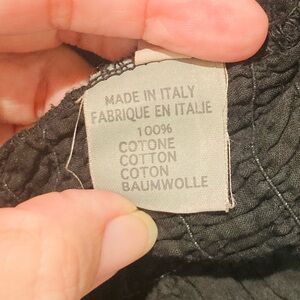 MADE IN ITALY
FABRIQUE EN ITALIE
100%
COTONE
COTTON
COTON
BAUMWOLLE